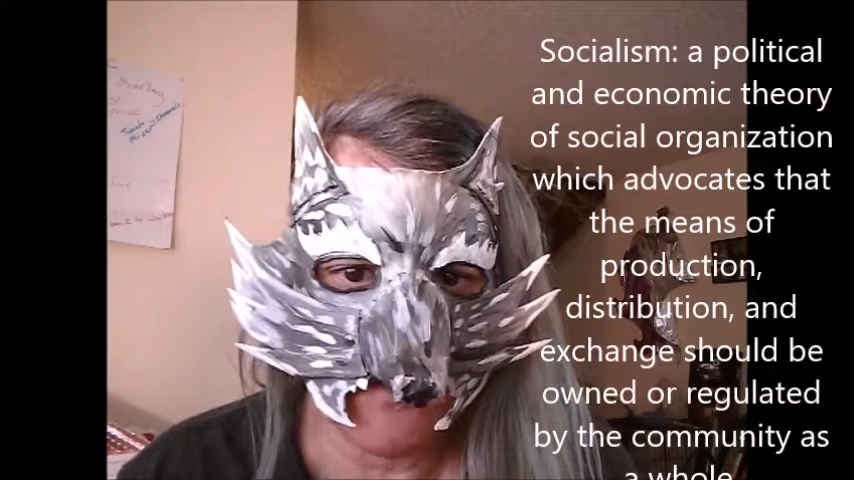 Socialism: a political
and economic theory
of social organization
which advocates that
the means of
production,
distribution, and
exchange should be
owned or regulated
by the community as
a whole.